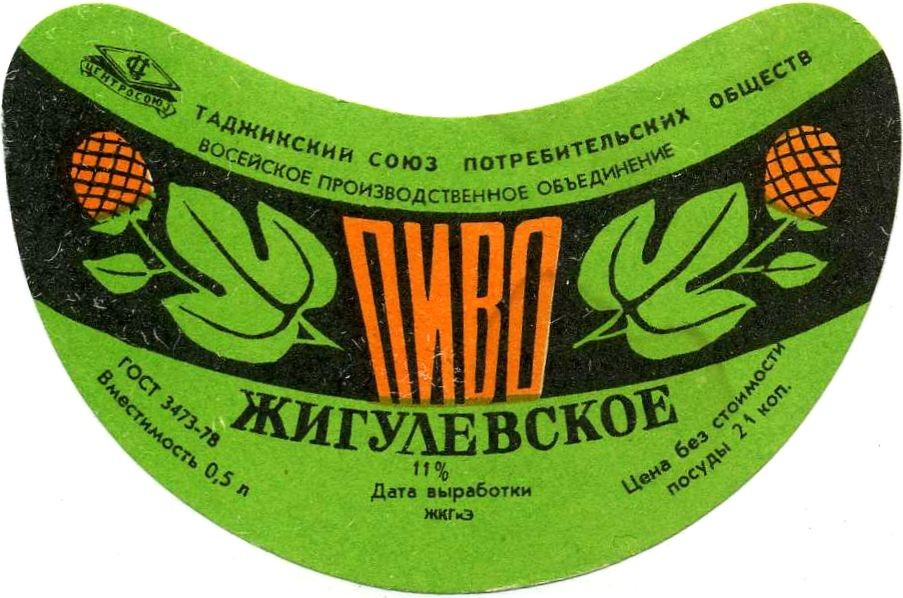 ЦЕНТРОСОЮЗ
ТАДЖИКСКИЙ СОЮЗ ПОТРЕБИТЕЛЬСКИХ ОБЩЕСТВ
ВОСЕЙСКОЕ ПРОИЗВОДСТВЕННОЕ ОБЪЕДИНЕНИЕ
ПИВО
ЖИГУЛЕВСКОЕ
ГОСТ 3473-78
Вместимость 0,5 л
11%
Дата выработки
ЖКГиЭ
Цена без стоимости
посуды 21 коп.